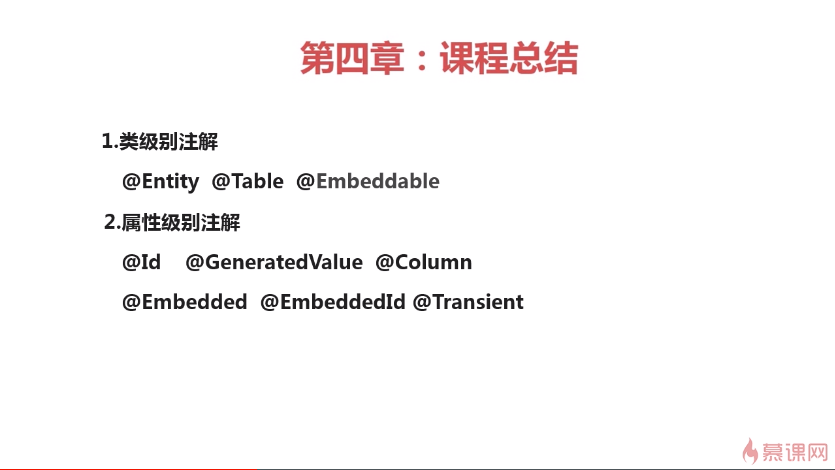 第四章：课程总结
1.类级别注解
@Entity @Table @Embeddable
2.属性级别注解
@Id @GeneratedValue @Column
@Embedded @EmbeddedId @Transient
慕课网